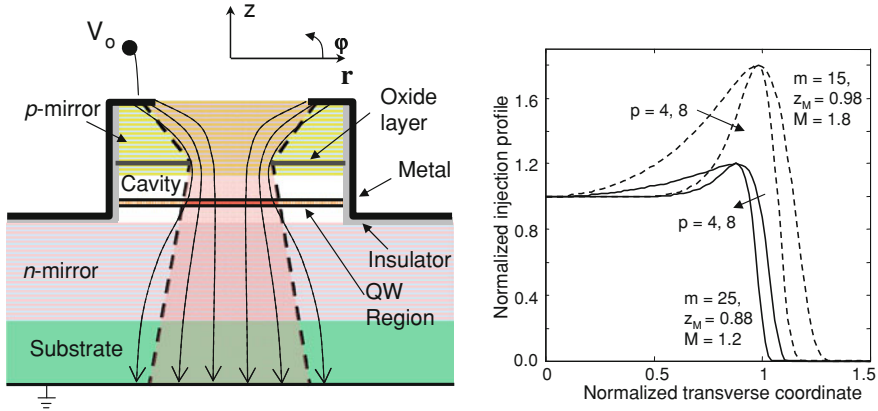 z
V₀
φ
r
p-mirror
Oxide
layer
Metal
Cavity
Insulator
n-mirror
QW
Region
Substrate
Normalized injection profile
2.0
1.6
1.2
0.8
0.4
0.0
m = 15,
z_M = 0.98
M = 1.8
p = 4, 8
p = 4, 8
m = 25,
z_M = 0.88
M = 1.2
0
0.5
1
1.5
Normalized transverse coordinate